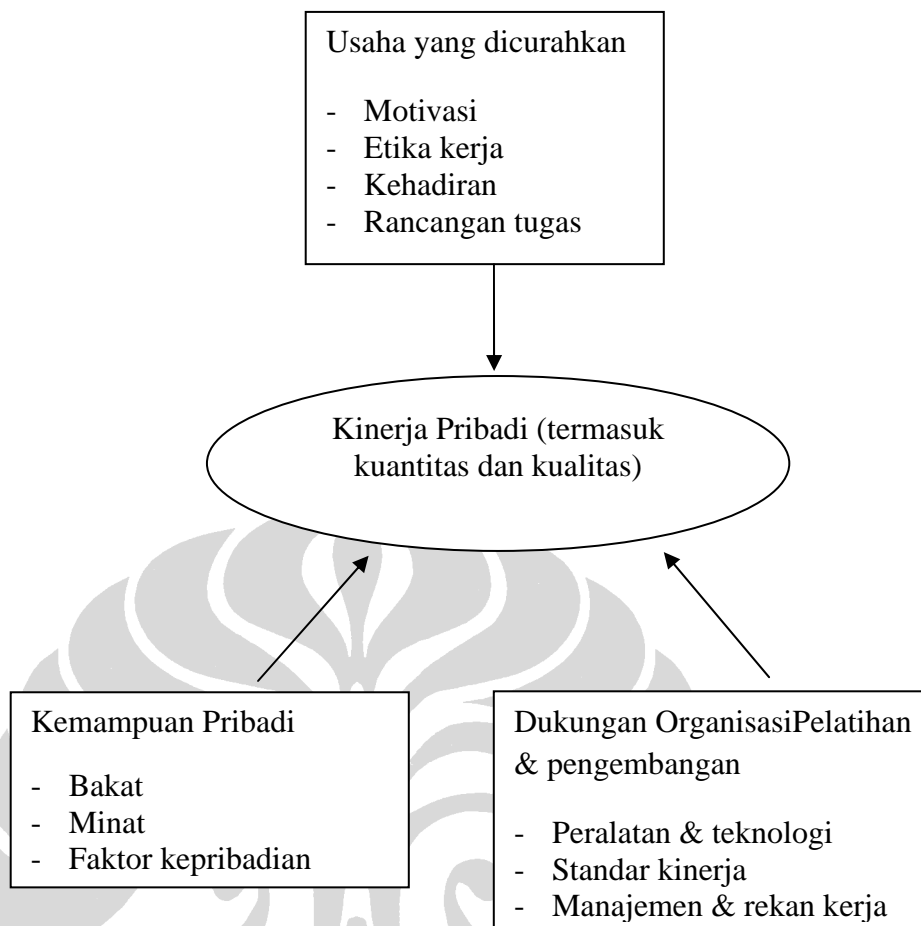 Usaha yang dicurahkan
- Motivasi
- Etika kerja
- Kehadiran
- Rancangan tugas
Kinerja Pribadi (termasuk
kuantitas dan kualitas)
Kemampuan Pribadi
- Bakat
- Minat
- Faktor kepribadian
Dukungan OrganisasiPelatihan
& pengembangan
- Peralatan & teknologi
- Standar kinerja
- Manajemen & rekan kerja